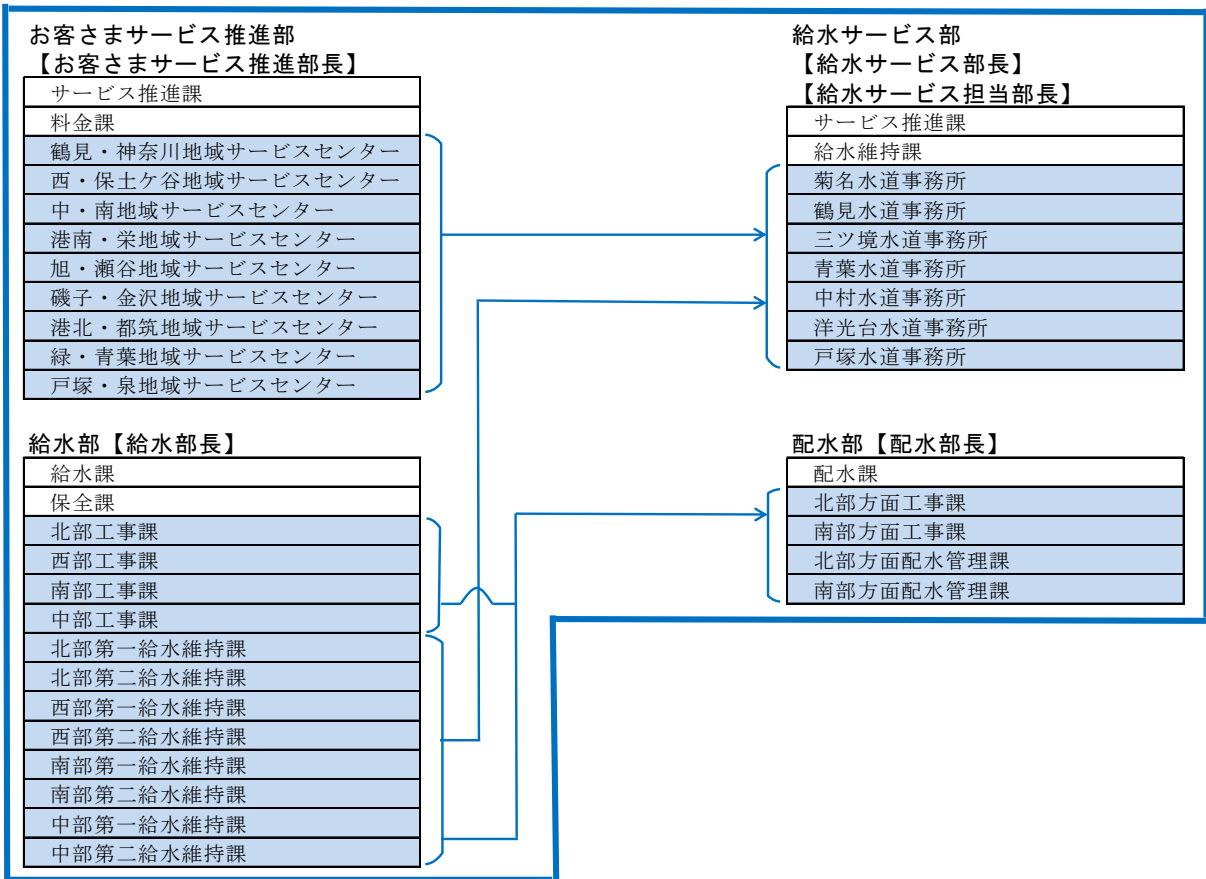 お客さまサービス推進部
【お客さまサービス推進部長】
サービス推進課
料金課
鶴見・神奈川地域サービスセンター
西・保土ケ谷地域サービスセンター
中・南地域サービスセンター
港南・栄地域サービスセンター
旭・瀬谷地域サービスセンター
磯子・金沢地域サービスセンター
港北・都筑地域サービスセンター
緑・青葉地域サービスセンター
戸塚・泉地域サービスセンター
給水部【給水部長】
給水課
保全課
北部工事課
西部工事課
南部工事課
中部工事課
北部第一給水維持課
北部第二給水維持課
西部第一給水維持課
西部第二給水維持課
南部第一給水維持課
南部第二給水維持課
中部第一給水維持課
中部第二給水維持課
給水サービス部
【給水サービス部長】
【給水サービス担当部長】
サービス推進課
給水維持課
菊名水道事務所
鶴見水道事務所
三ツ境水道事務所
青葉水道事務所
中村水道事務所
洋光台水道事務所
戸塚水道事務所
配水部【配水部長】
配水課
北部方面工事課
南部方面工事課
北部方面配水管理課
南部方面配水管理課